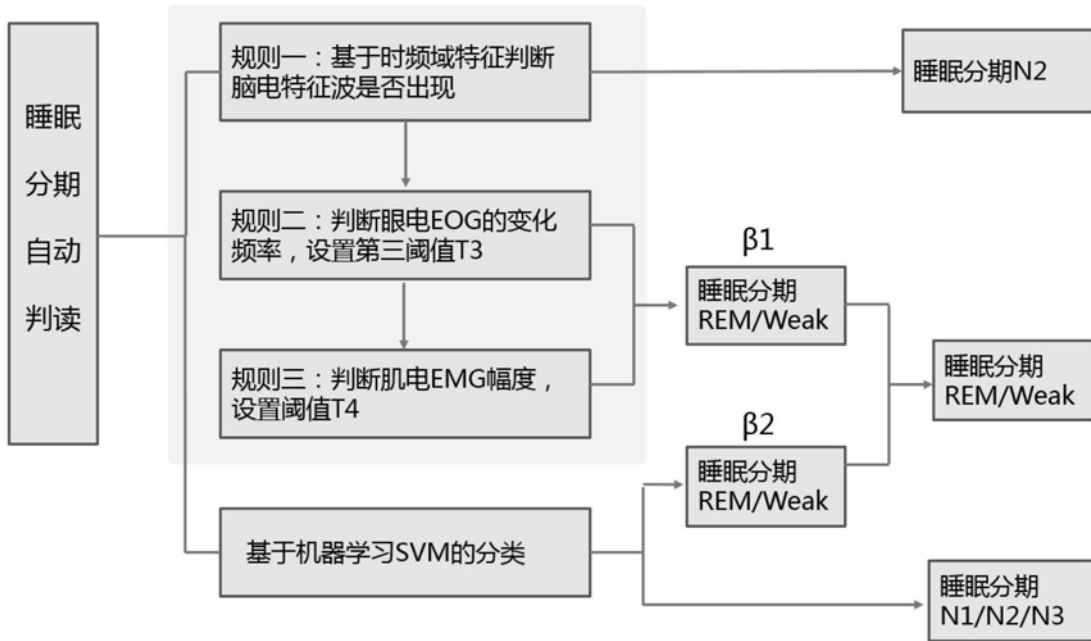 睡眠
分期
自动
判读
规则一：基于时频域特征判断
脑电特征波是否出现
睡眠分期N2
规则二：判断眼电EOG的变化
频率，设置第三阈值T3
规则三：判断肌电EMG幅度，
设置阈值T4
β1
睡眠分期
REM/Weak
β2
睡眠分期
REM/Weak
睡眠分期
REM/Weak
基于机器学习SVM的分类
睡眠分期
N1/N2/N3